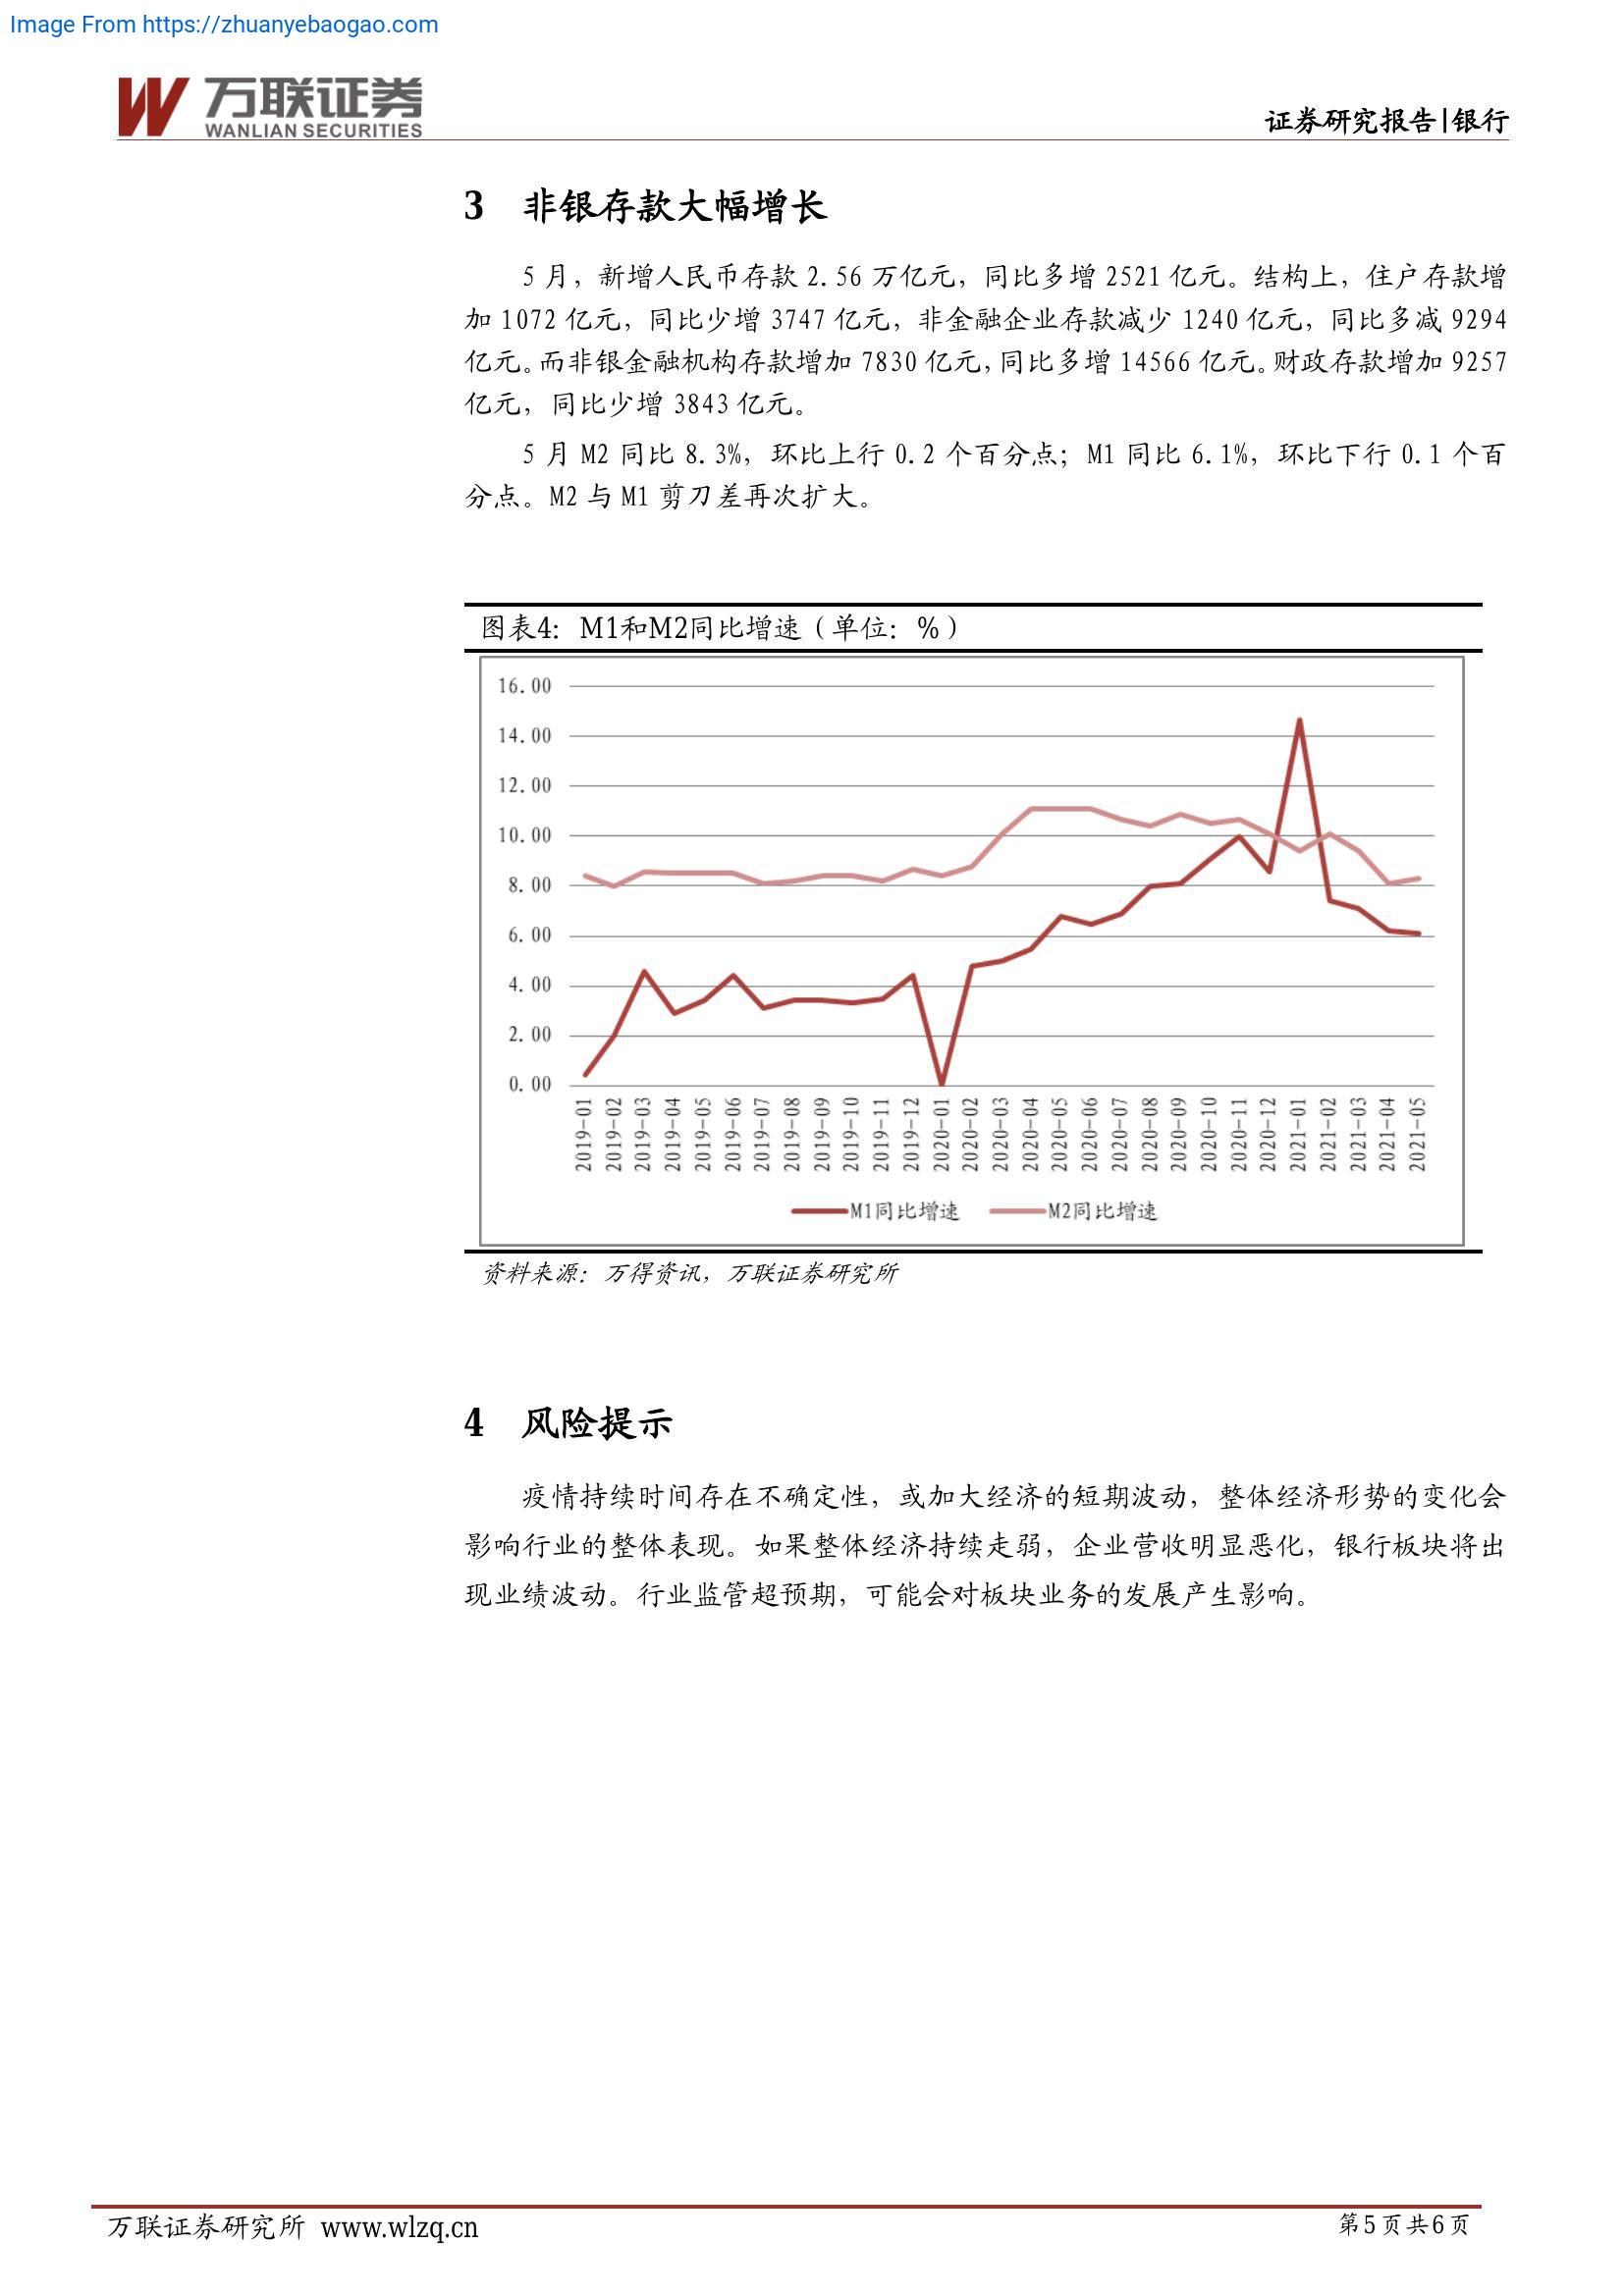 Image From https://zhuanyebaogao.com
万联证券
WANLIAN SECURITIES
证券研究报告|银行
3 非银存款大幅增长
5 月，新增人民币存款 2.56 万亿元，同比多增 2521 亿元。结构上，住户存款增
加 1072 亿元，同比少增 3747 亿元，非金融企业存款减少 1240 亿元，同比多减 9294
亿元。而非银金融机构存款增加 7830 亿元，同比多增 14566 亿元。财政存款增加 9257
亿元，同比少增 3843 亿元。
5 月 M2 同比 8.3%，环比上行 0.2 个百分点；M1 同比 6.1%，环比下行 0.1 个百
分点。M2 与 M1 剪刀差再次扩大。
图表4：M1和M2同比增速（单位：%）
16.00
14.00
12.00
10.00
8.00
6.00
4.00
2.00
0.00
2019-01
2019-02
2019-03
2019-04
2019-05
2019-06
2019-07
2019-08
2019-09
2019-10
2019-11
2019-12
2020-01
2020-02
2020-03
2020-04
2020-05
2020-06
2020-07
2020-08
2020-09
2020-10
2020-11
2020-12
2021-01
2021-02
2021-03
2021-04
2021-05
M1同比增速 M2同比增速
资料来源：万得资讯，万联证券研究所
4 风险提示
疫情持续时间存在不确定性，或加大经济的短期波动，整体经济形势的变化会
影响行业的整体表现。如果整体经济持续走弱，企业营收明显恶化，银行板块将出
现业绩波动。行业监管超预期，可能会对板块业务的发展产生影响。
万联证券研究所 www.wlzq.cn
第5页共6页